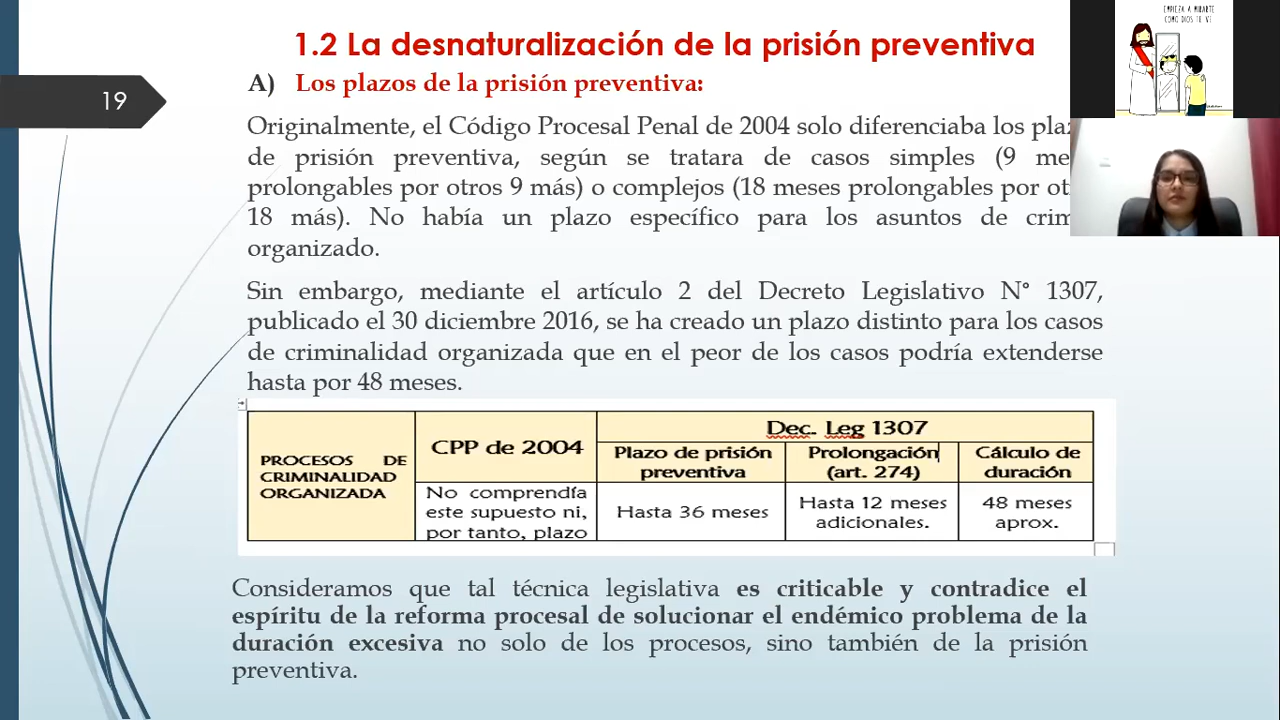 EMPIEZA A MIRARTE
COMO DIOS TE VE
1.2 La desnaturalización de la prisión preventiva
19
A) Los plazos de la prisión preventiva:
Originalmente, el Código Procesal Penal de 2004 solo diferenciaba los
de prisión preventiva, según se tratara de casos simples (9
prolongables por otros 9 más) o complejos (18 meses prolongables por
18 más). No había un plazo específico para los asuntos de
organizado.
Sin embargo, mediante el artículo 2 del Decreto Legislativo N° 1307,
publicado el 30 diciembre 2016, se ha creado un plazo distinto para los casos
de criminalidad organizada que en el peor de los casos podría extenderse
hasta por 48 meses.
PROCESOS DE
CRIMINALIDAD
ORGANIZADA
CPP de 2004
Dec. Leg 1307
Plazo de prisión
preventiva
Prolongación
(art. 274)
Cálculo de
duración
No comprendía
este supuesto ni,
por tanto, plazo
Hasta 36 meses
Hasta 12 meses
adicionales.
48 meses
aprox.
Consideramos que tal técnica legislativa es criticable y contradice el
espíritu de la reforma procesal de solucionar el endémico problema de la
duración excesiva no solo de los procesos, sino también de la prisión
preventiva.